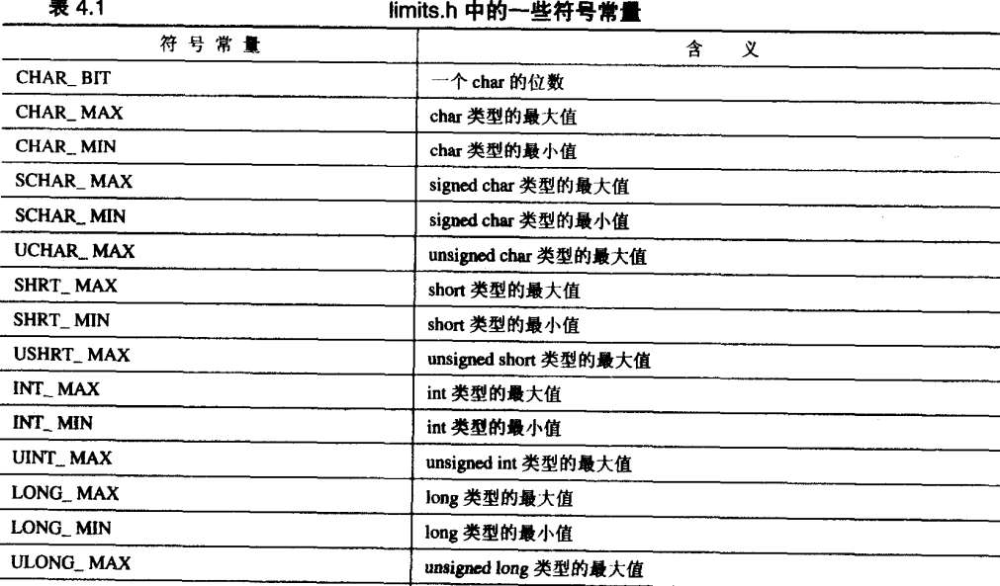 表 4.1 limits.h 中的一些符号常量
符号常量 含义
CHAR_BIT 一个 char 的位数
CHAR_MAX char 类型的最大值
CHAR_MIN char 类型的最小值
SCHAR_MAX signed char 类型的最大值
SCHAR_MIN signed char 类型的最小值
UCHAR_MAX unsigned char 类型的最大值
SHRT_MAX short 类型的最大值
SHRT_MIN short 类型的最小值
USHRT_MAX unsigned short 类型的最大值
INT_MAX int 类型的最大值
INT_MIN int 类型的最小值
UINT_MAX unsigned int 类型的最大值
LONG_MAX long 类型的最大值
LONG_MIN long 类型的最小值
ULONG_MAX unsigned long 类型的最大值